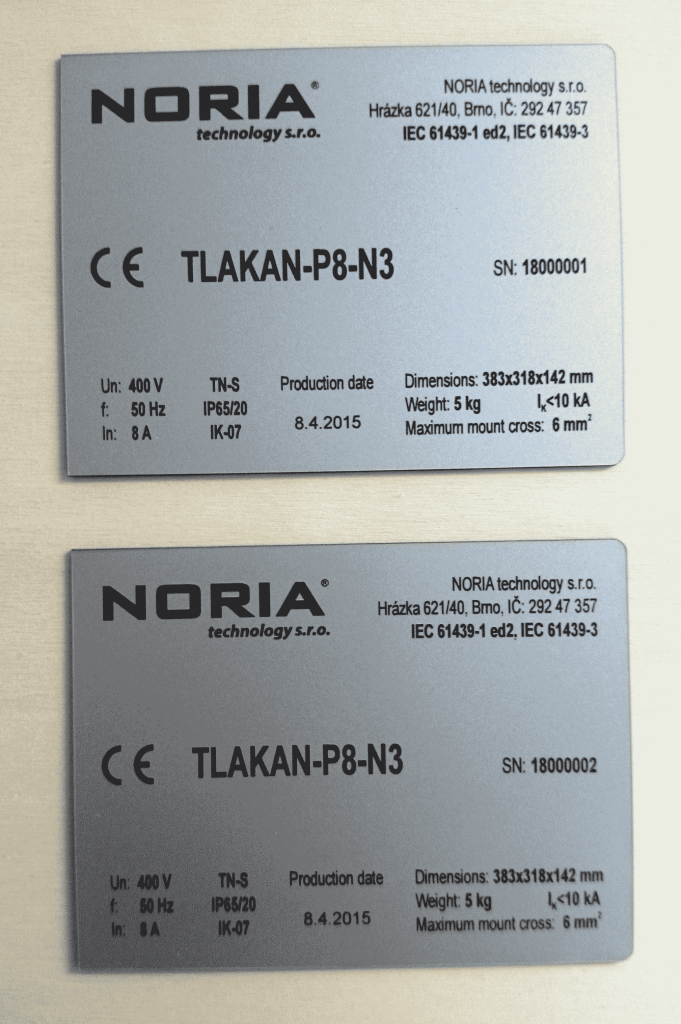 NORIA®
technology s.r.o.
NORIA technology s.r.o.
Hrázka 621/40, Brno, IČ: 292 47 357
IEC 61439-1 ed2, IEC 61439-3
CE TLAKAN-P8-N3 SN: 18000001
Un: 400 V TN-S Production date Dimensions: 383x318x142 mm
f: 50 Hz IP65/20 8.4.2015 Weight: 5 kg Iₖ<10 kA
In: 8 A IK-07 Maximum mount cross: 6 mm²
NORIA®
technology s.r.o.
NORIA technology s.r.o.
Hrázka 621/40, Brno, IČ: 292 47 357
IEC 61439-1 ed2, IEC 61439-3
CE TLAKAN-P8-N3 SN: 18000002
Un: 400 V TN-S Production date Dimensions: 383x318x142 mm
f: 50 Hz IP65/20 8.4.2015 Weight: 5 kg Iₖ<10 kA
In: 8 A IK-07 Maximum mount cross: 6 mm²